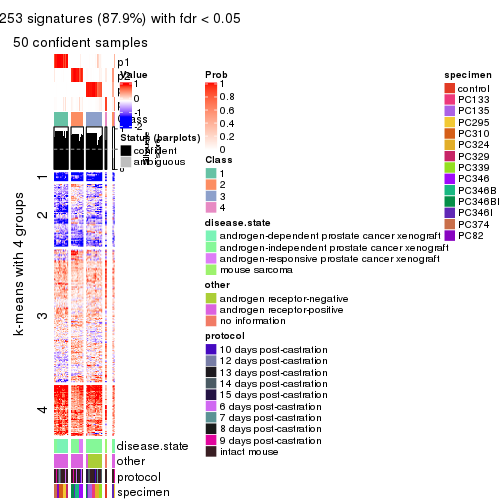 253 signatures (87.9%) with fdr < 0.05
50 confident samples
p1
p2
Value
1
0
-1
-2
Class
Status (barplots)
confident
ambiguous
1
2
3
4
k-means with 4 groups
disease.state
other
protocol
specimen
Prob
1
0.8
0.6
0.4
0.2
0
Class
1
2
3
4
disease.state
androgen-dependent prostate cancer xenograft
androgen-independent prostate cancer xenograft
androgen-responsive prostate cancer xenograft
mouse sarcoma
other
androgen receptor-negative
androgen receptor-positive
no information
protocol
10 days post-castration
12 days post-castration
13 days post-castration
14 days post-castration
15 days post-castration
6 days post-castration
7 days post-castration
8 days post-castration
9 days post-castration
intact mouse
specimen
control
PC133
PC135
PC295
PC310
PC324
PC329
PC339
PC346
PC346B
PC346BI
PC346I
PC374
PC82